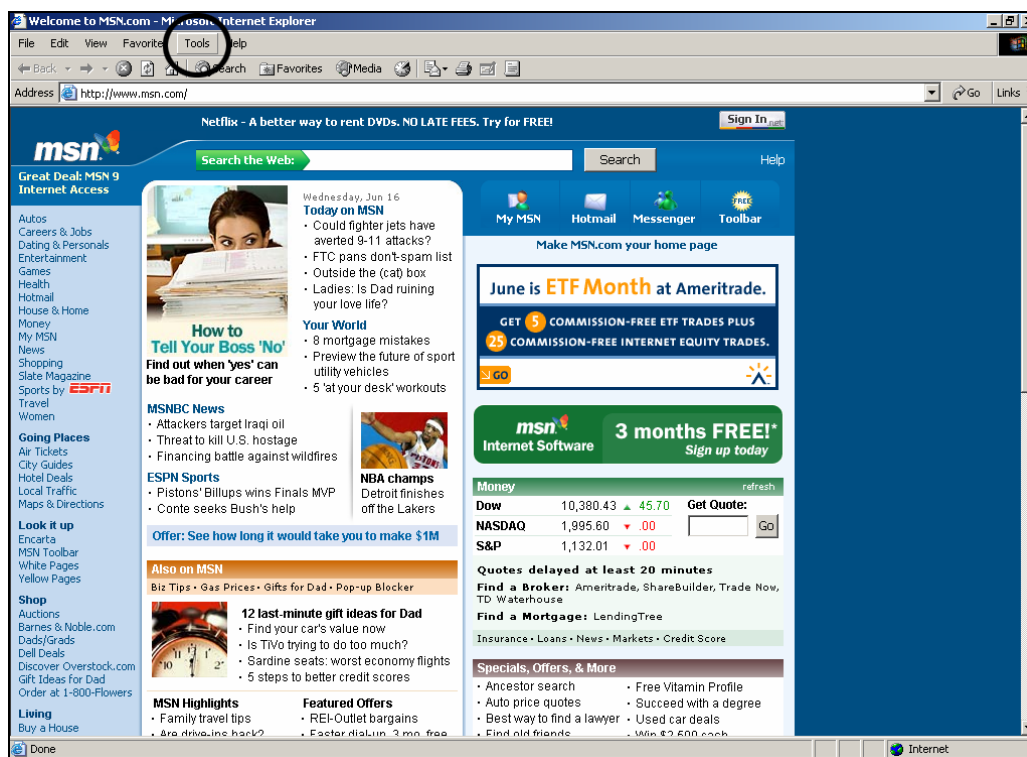 Welcome to MSN.com - Microsoft Internet Explorer
File Edit View Favorite Tools Help
Back Search Favorites Media
Address http://www.msn.com/ Go Links
Netflix - A better way to rent DVDs. NO LATE FEES. Try for FREE!
Sign In .net
msn
Search the Web: Search Help
Great Deal: MSN 9
Internet Access
Autos
Careers & Jobs
Dating & Personals
Entertainment
Games
Health
Hotmail
House & Home
Money
My MSN
News
Shopping
Slate Magazine
Sports by ESPN
Travel
Women
Going Places
Air Tickets
City Guides
Hotel Deals
Local Traffic
Maps & Directions
Look it up
Encarta
MSN Toolbar
White Pages
Yellow Pages
Shop
Auctions
Barnes & Noble.com
Dads/Grads
Dell Deals
Discover Overstock.com
Gift Ideas for Dad
Order at 1-800-Flowers
Living
Buy a House
How to
Tell Your Boss 'No'
Find out when 'yes' can
be bad for your career
Wednesday, Jun 16
Today on MSN
· Could fighter jets have
averted 9-11 attacks?
· FTC pans don't-spam list
· Outside the (cat) box
· Ladies: Is Dad ruining
your love life?
Your World
· 8 mortgage mistakes
· Preview the future of sport
utility vehicles
· 5 'at your desk' workouts
MSNBC News
· Attackers target Iraqi oil
· Threat to kill U.S. hostage
· Financing battle against wildfires
ESPN Sports
· Pistons' Billups wins Finals MVP
· Conte seeks Bush's help
NBA champs
Detroit finishes
off the Lakers
Offer: See how long it would take you to make $1M
Also on MSN
Biz Tips · Gas Prices · Gifts for Dad · Pop-up Blocker
12 last-minute gift ideas for Dad
· Find your car's value now
· Is TiVo trying to do too much?
· Sardine seats: worst economy flights
· 5 steps to better credit scores
MSN Highlights
· Family travel tips
· Are drive-ins back?
Featured Offers
· REI-Outlet bargains
· Faster dial-up, 3 mo. free
My MSN Hotmail Messenger FREE Toolbar
Make MSN.com your home page
June is ETF Month at Ameritrade.
GET 5 COMMISSION-FREE ETF TRADES PLUS
25 COMMISSION-FREE INTERNET EQUITY TRADES.
GO
msn
Internet Software
3 months FREE!*
Sign up today
Money refresh
Dow 10,380.43 45.70 Get Quote:
NASDAQ 1,995.60 .00 Go
S&P 1,132.01 .00
Quotes delayed at least 20 minutes
Find a Broker: Ameritrade, ShareBuilder, Trade Now,
TD Waterhouse
Find a Mortgage: LendingTree
Insurance · Loans · News · Markets · Credit Score
Specials, Offers, & More
· Ancestor search
· Auto price quotes
· Best way to find a lawyer
· Find old friends
· Free Vitamin Profile
· Succeed with a degree
· Used car deals
· Win $2,500 cash
Done Internet